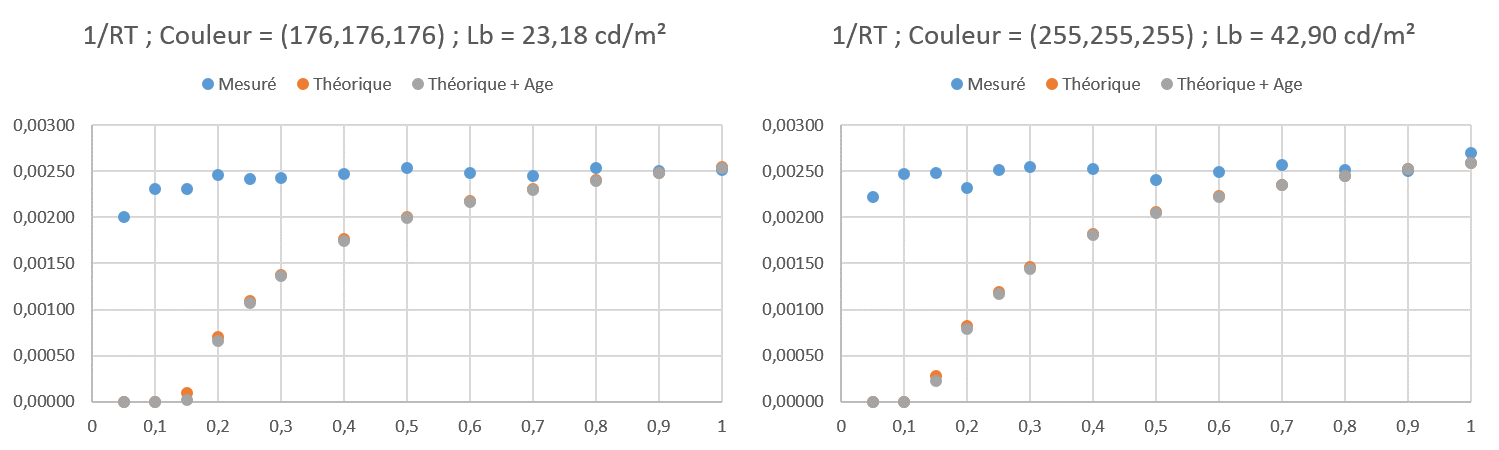 1/RT ; Couleur = (176,176,176) ; Lb = 23,18 cd/m²
Mesuré Théorique Théorique + Age
0,00300
0,00250
0,00200
0,00150
0,00100
0,00050
0,00000
0 0,1 0,2 0,3 0,4 0,5 0,6 0,7 0,8 0,9 1
1/RT ; Couleur = (255,255,255) ; Lb = 42,90 cd/m²
Mesuré Théorique Théorique + Age
0,00300
0,00250
0,00200
0,00150
0,00100
0,00050
0,00000
0 0,1 0,2 0,3 0,4 0,5 0,6 0,7 0,8 0,9 1